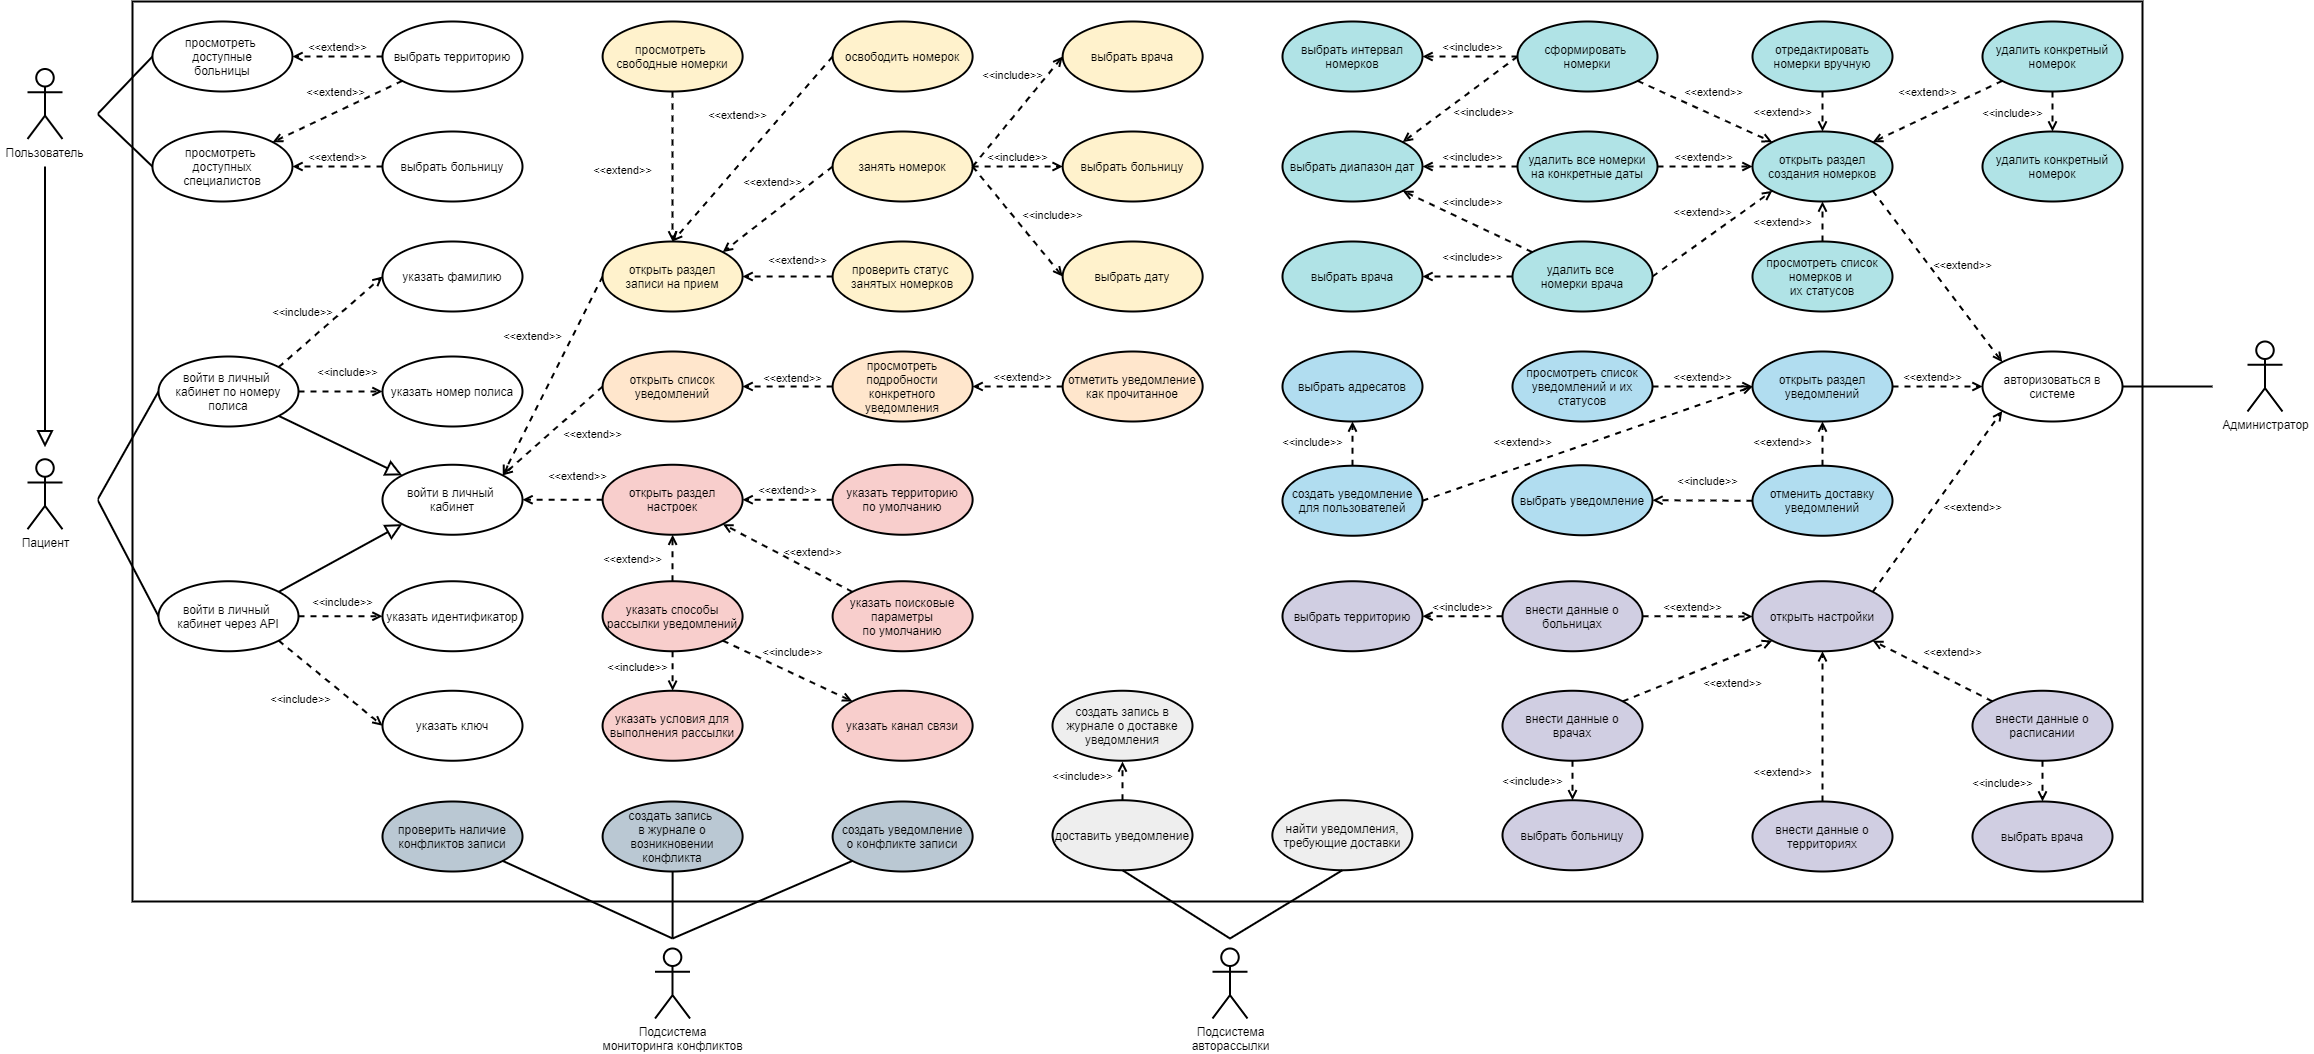 просмотреть
доступные
больницы
<<extend>>
выбрать территорию
<<extend>>
просмотреть
доступных
специалистов
<<extend>>
выбрать больницу
Пользователь
указать фамилию
<<include>>
войти в личный
кабинет по номеру
полиса
<<include>>
указать номер полиса
войти в личный
кабинет
Пациент
войти в личный
кабинет через API
<<include>>
указать идентификатор
<<include>>
указать ключ
просмотреть
свободные номерки
освободить номерок
<<include>>
выбрать врача
<<extend>>
<<extend>>
<<extend>>
занять номерок
<<include>>
выбрать больницу
<<include>>
открыть раздел
записи на прием
<<extend>>
проверить статус
занятых номерков
выбрать дату
<<extend>>
открыть список
уведомлений
<<extend>>
просмотреть
подробности
конкретного
уведомления
<<extend>>
отметить уведомление
как прочитанное
<<extend>>
<<extend>>
открыть раздел
настроек
<<extend>>
указать территорию
по умолчанию
<<extend>>
<<extend>>
указать способы
рассылки уведомлений
указать поисковые
параметры
по умолчанию
<<include>>
<<include>>
указать условия для
выполнения рассылки
указать канал связи
проверить наличие
конфликтов записи
создать запись
в журнале о
возникновении
конфликта
создать уведомление
о конфликте записи
Подсистема
мониторинга конфликтов
создать запись в
журнале о доставке
уведомления
<<include>>
доставить уведомление
найти уведомления,
требующие доставки
Подсистема
авторассылки
выбрать интервал
номерков
<<include>>
сформировать
номерки
отредактировать
номерки вручную
удалить конкретный
номерок
<<include>>
<<extend>>
<<extend>>
<<extend>>
<<include>>
выбрать диапазон дат
<<include>>
удалить все номерки
на конкретные даты
<<extend>>
открыть раздел
создания номерков
удалить конкретный
номерок
<<include>>
<<extend>>
<<extend>>
выбрать врача
<<include>>
удалить все
номерки врача
просмотреть список
номерков и
их статусов
<<extend>>
выбрать адресатов
просмотреть список
уведомлений и их
статусов
<<extend>>
открыть раздел
уведомлений
<<extend>>
авторизоваться в
системе
Администратор
<<include>>
<<extend>>
<<extend>>
создать уведомление
для пользователей
выбрать уведомление
<<include>>
отменить доставку
уведомлений
<<extend>>
выбрать территорию
<<include>>
внести данные о
больницах
<<extend>>
открыть настройки
<<extend>>
<<extend>>
внести данные о
врачах
внести данные о
расписании
<<include>>
<<extend>>
<<include>>
выбрать больницу
внести данные о
территориях
выбрать врача